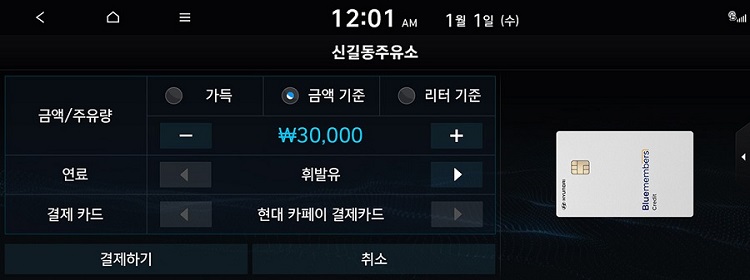 12:01 AM 1월 1일 (수)
신길동주유소
금액/주유량
가득 금액 기준 리터 기준
− ₩30,000 +
연료 휘발유
결제 카드 현대 카페이 결제카드
결제하기 취소
HYUNDAI
Bluemembers
Credit